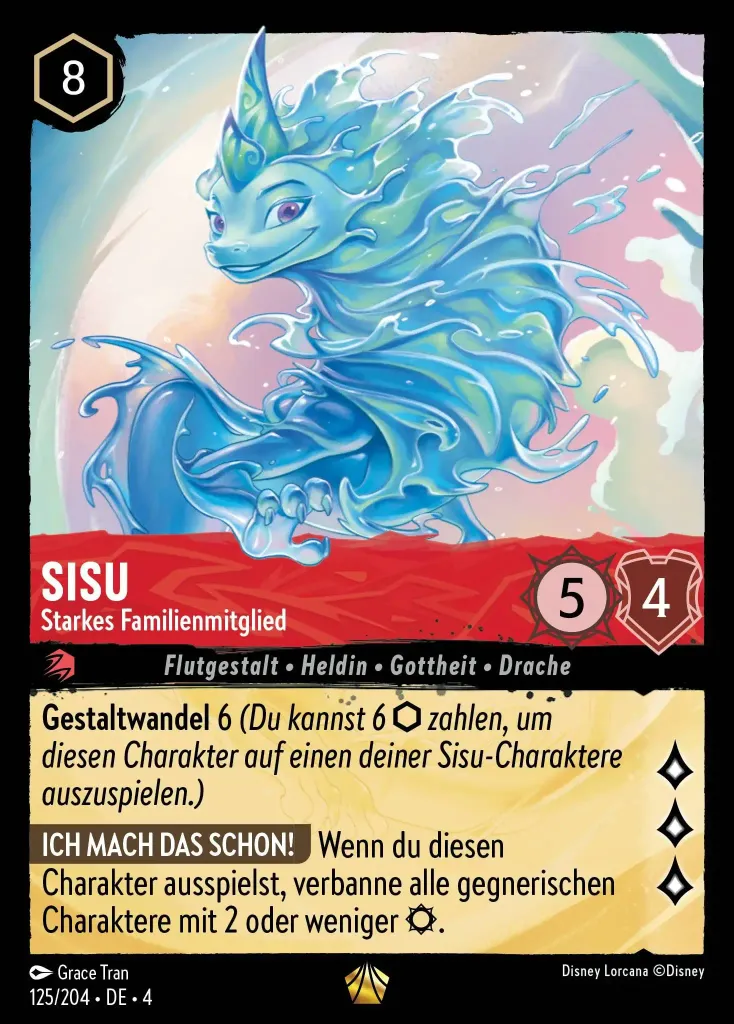 8
SISU
Starkes Familienmitglied
5
4
Flutgestalt • Heldin • Gottheit • Drache
Gestaltwandel 6 (Du kannst 6 ⬡ zahlen, um
diesen Charakter auf einen deiner Sisu-Charaktere
auszuspielen.)
ICH MACH DAS SCHON! Wenn du diesen
Charakter ausspielst, verbanne alle gegnerischen
Charaktere mit 2 oder weniger ¤.
Grace Tran
125/204 • DE • 4
Disney Lorcana ©Disney